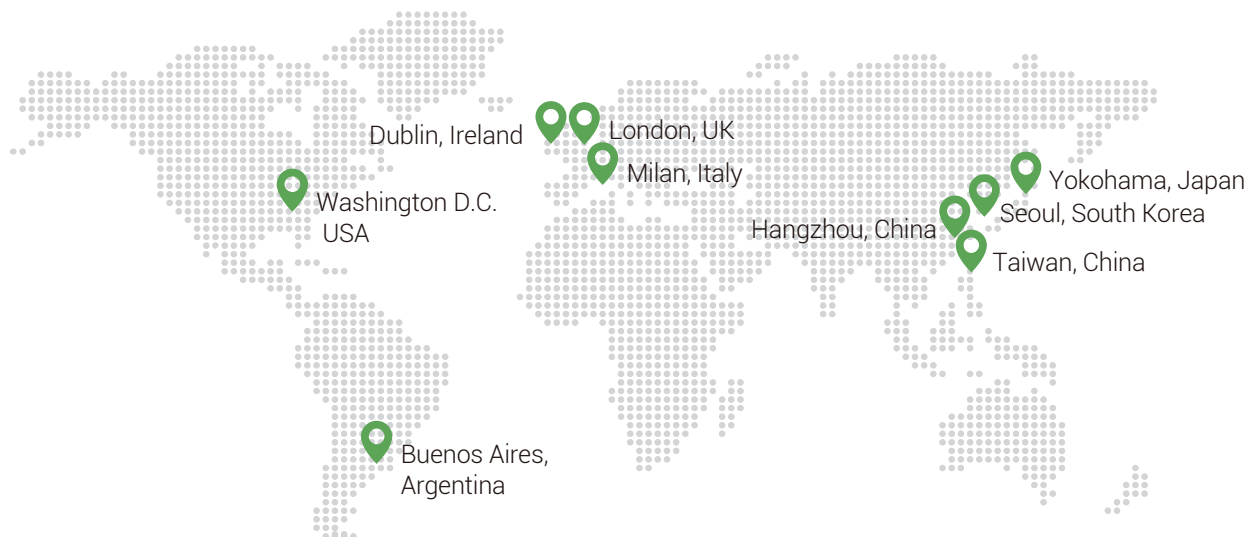 Dublin, Ireland
London, UK
Milan, Italy
Washington D.C.
USA
Yokohama, Japan
Seoul, South Korea
Hangzhou, China
Taiwan, China
Buenos Aires,
Argentina